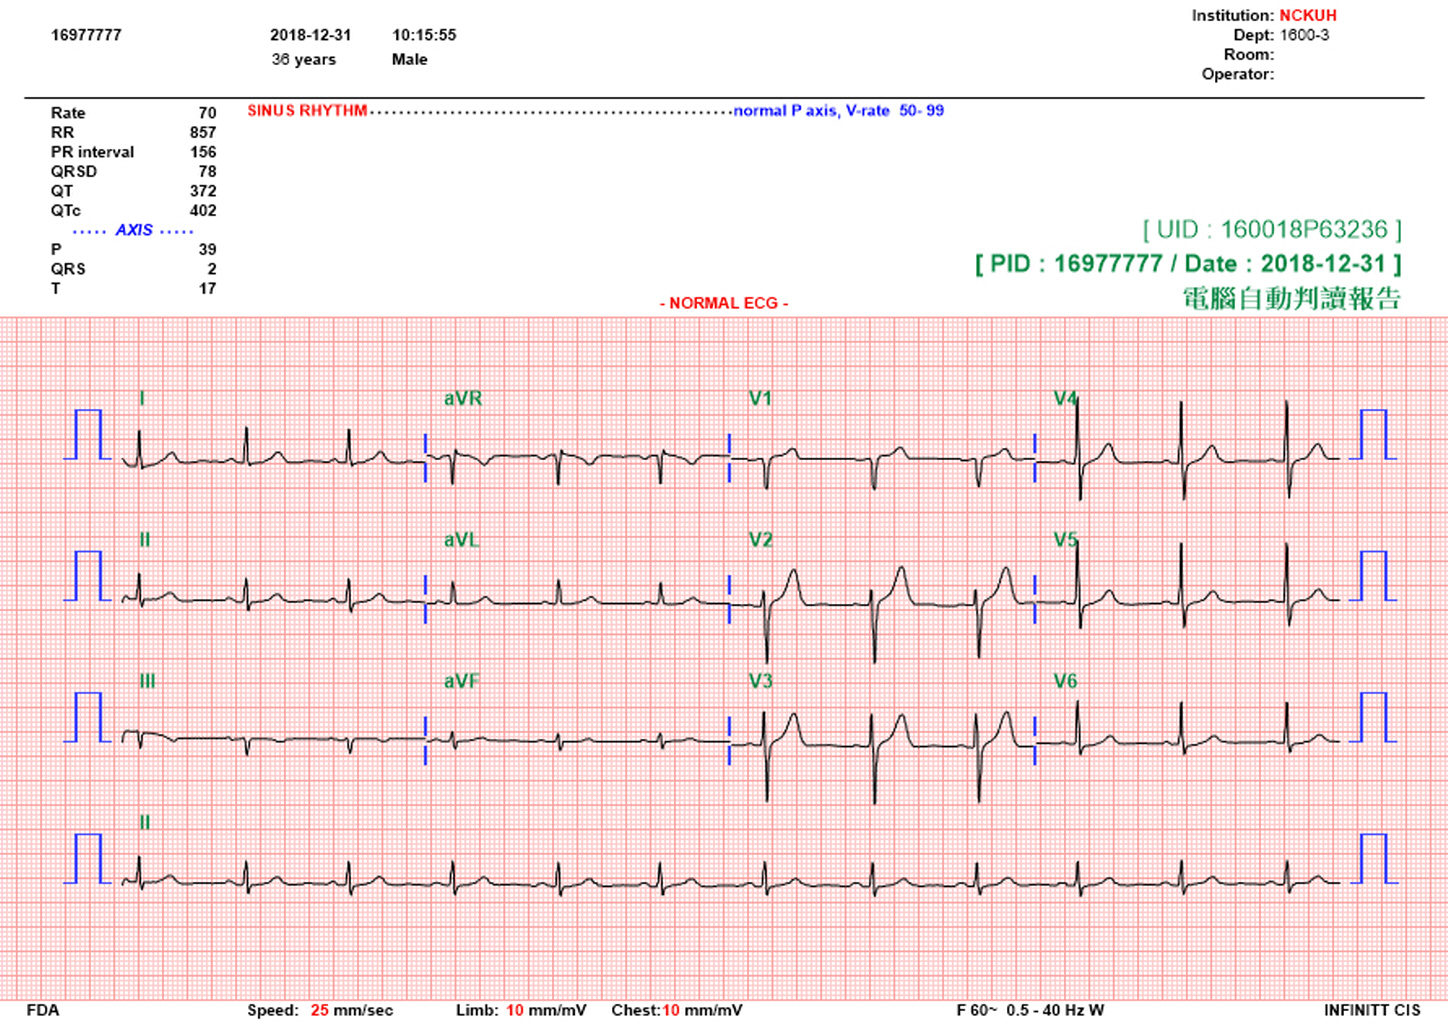 Institution: NCKUH
16977777 2018-12-31 10:15:55 Dept: 1600-3
Room:
36 years Male
Operator:
Rate 70 SINUS RHYTHM normal P axis, V-rate 50- 99
RR 857
PR interval 156
QRSD 78
QT 372
QTc 402
AXIS
P 39
QRS 2
T 17
[ UID : 160018P63236 ]
[ PID : 16977777 / Date : 2018-12-31 ]
電腦自動判讀報告
- NORMAL ECG -
I aVR V1 V4
II aVL V2 V5
III aVF V3 V6
II
FDA Speed: 25 mm/sec Limb: 10 mm/mV Chest:10 mm/mV F 60~ 0.5 - 40 Hz W INFINITT CIS